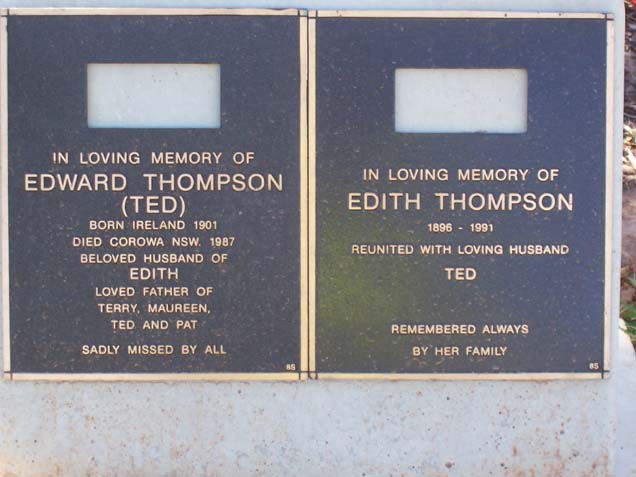 IN LOVING MEMORY OF
EDWARD THOMPSON
(TED)
BORN IRELAND 1901
DIED COROWA NSW. 1987
BELOVED HUSBAND OF
EDITH
LOVED FATHER OF
TERRY, MAUREEN,
TED AND PAT
SADLY MISSED BY ALL
8S
IN LOVING MEMORY OF
EDITH THOMPSON
1896 - 1991
REUNITED WITH LOVING HUSBAND
TED
REMEMBERED ALWAYS
BY HER FAMILY
8S